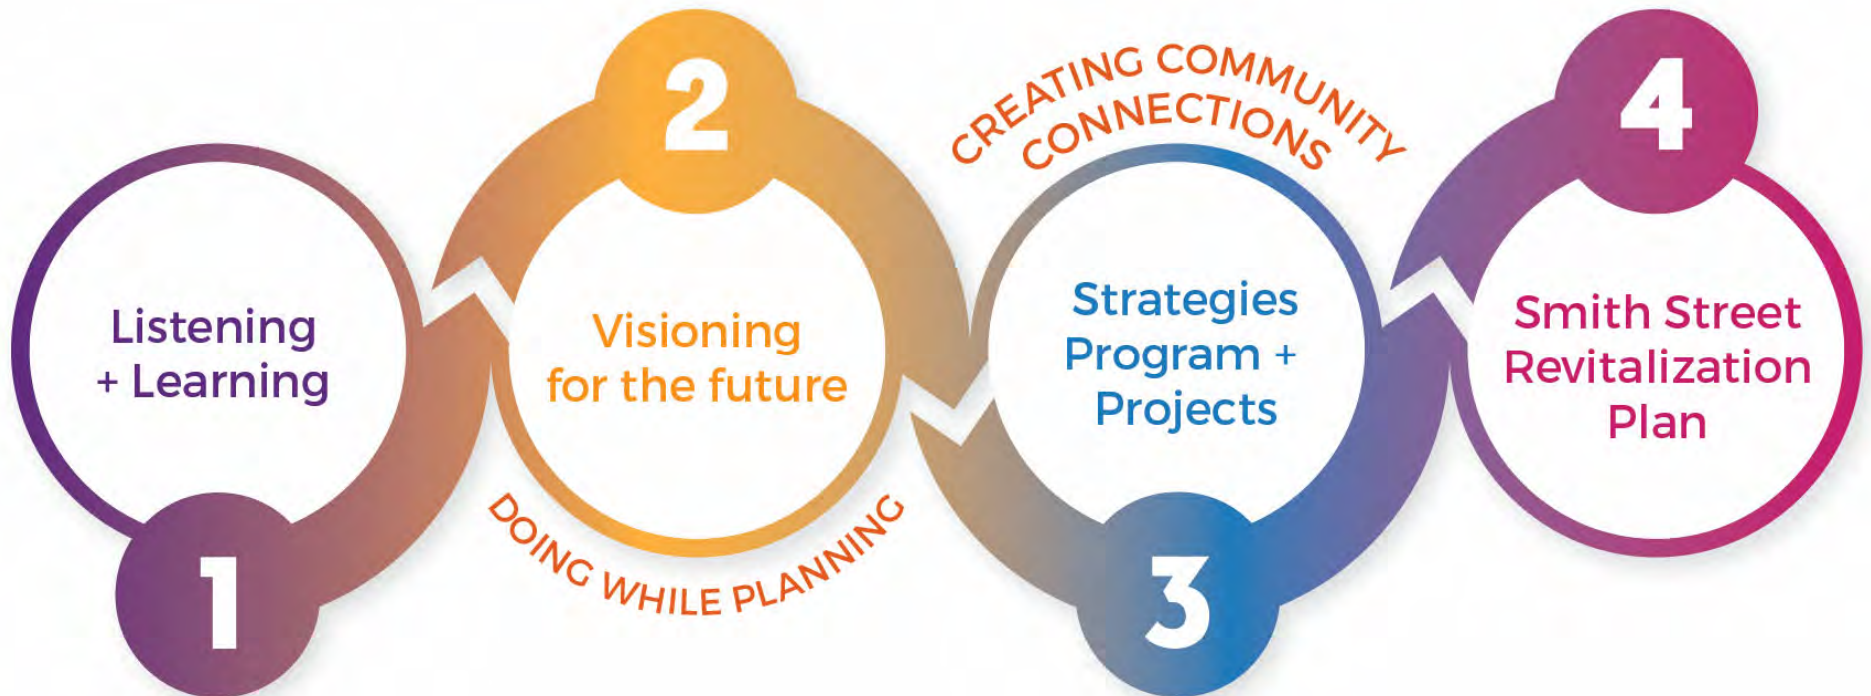 1
Listening
+ Learning
2
Visioning
for the future
DOING WHILE PLANNING
CREATING COMMUNITY
CONNECTIONS
3
Strategies
Program +
Projects
4
Smith Street
Revitalization
Plan